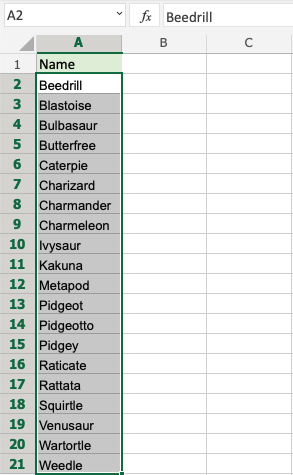 A2 fx Beedrill
A B C
1 Name
2 Beedrill
3 Blastoise
4 Bulbasaur
5 Butterfree
6 Caterpie
7 Charizard
8 Charmander
9 Charmeleon
10 Ivysaur
11 Kakuna
12 Metapod
13 Pidgeot
14 Pidgeotto
15 Pidgey
16 Raticate
17 Rattata
18 Squirtle
19 Venusaur
20 Wartortle
21 Weedle